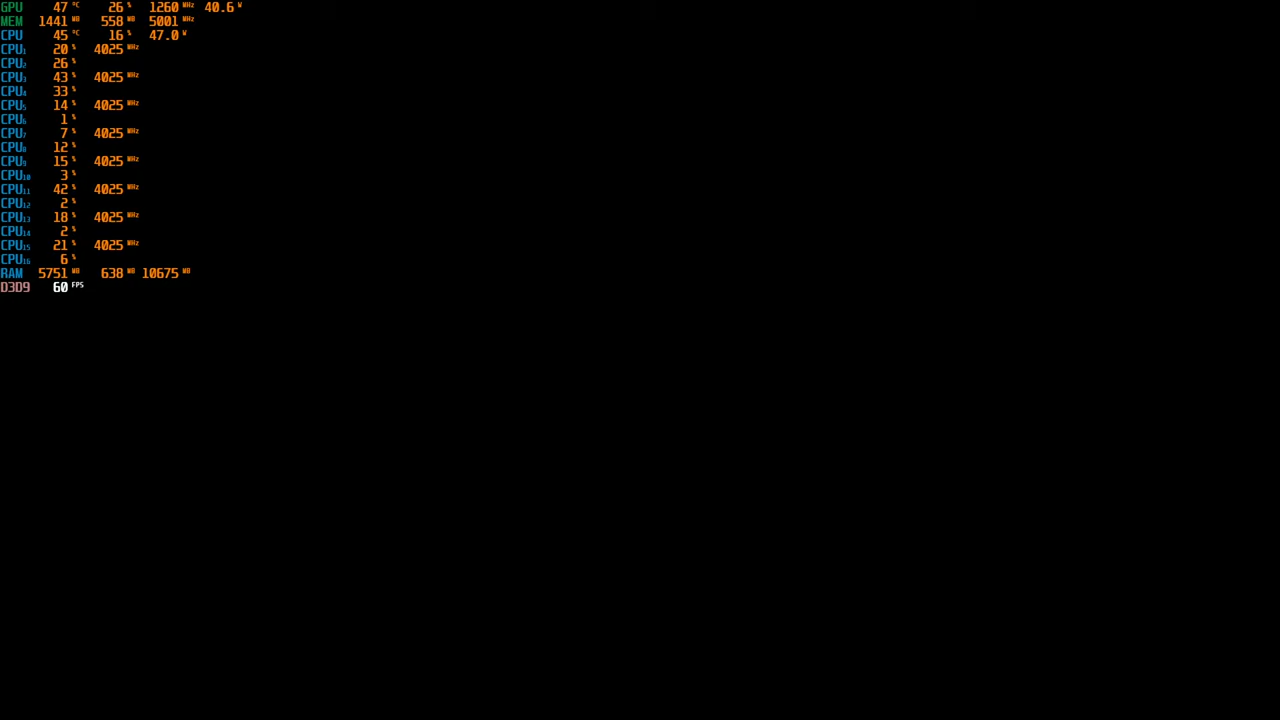 GPU 47 °C 26 % 1260 MHz 40.6 W
MEM 1441 MB 558 MB 5001 MHz
CPU 45 °C 16 % 47.0 W
CPU1 20 % 4025 MHz
CPU2 26 %
CPU3 43 % 4025 MHz
CPU4 33 %
CPU5 14 % 4025 MHz
CPU6 1 %
CPU7 7 % 4025 MHz
CPU8 12 %
CPU9 15 % 4025 MHz
CPU10 3 %
CPU11 42 % 4025 MHz
CPU12 2 %
CPU13 18 % 4025 MHz
CPU14 2 %
CPU15 21 % 4025 MHz
CPU16 6 %
RAM 5751 MB 638 MB 10675 MB
D3D9 60 FPS